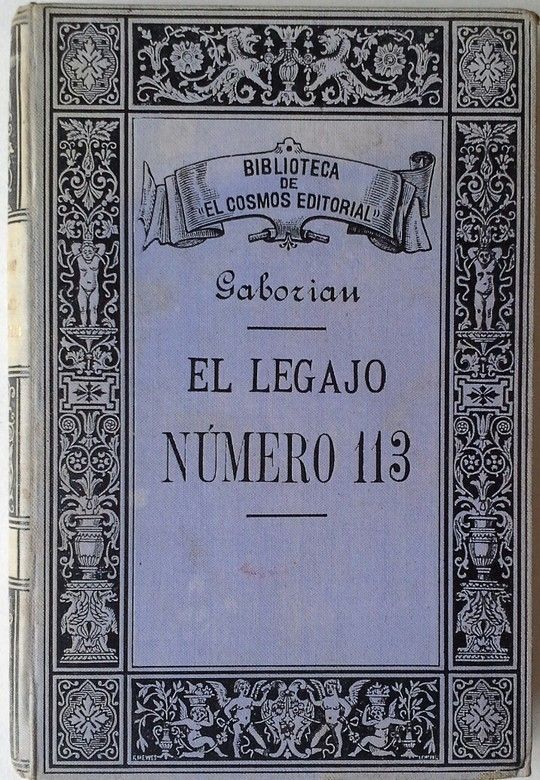 BIBLIOTECA
DE
"EL COSMOS EDITORIAL"
Gaboriau
EL LEGAJO
NÚMERO 113